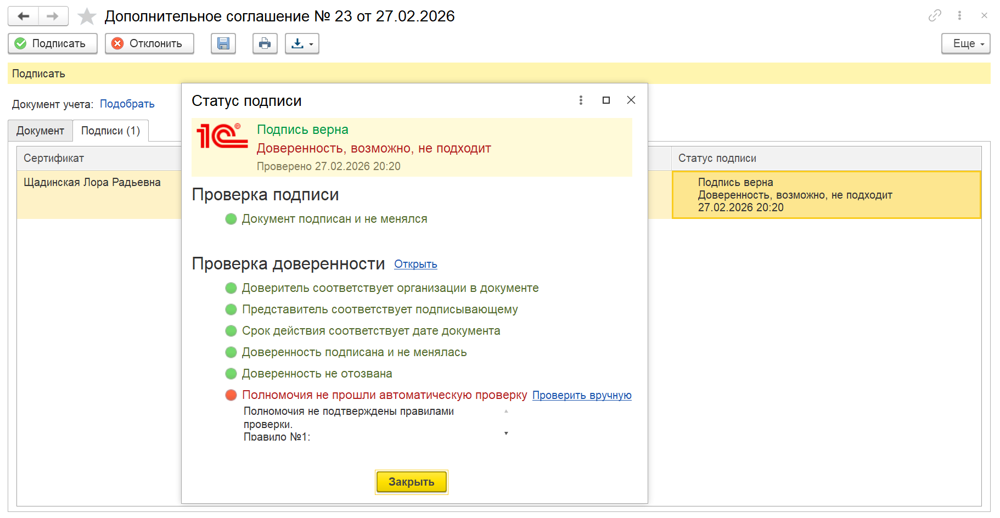 Дополнительное соглашение № 23 от 27.02.2026
Подписать
Отклонить
Еще
Подписать
Документ учета: Подобрать
Документ
Подписи (1)
Сертификат
Статус подписи
Щадинская Лора Радьевна
Подпись верна
Доверенность, возможно, не подходит
27.02.2026 20:20
Статус подписи
1С®
Подпись верна
Доверенность, возможно, не подходит
Проверено 27.02.2026 20:20
Проверка подписи
Документ подписан и не менялся
Проверка доверенности Открыть
Доверитель соответствует организации в документе
Представитель соответствует подписывающему
Срок действия соответствует дате документа
Доверенность подписана и не менялась
Доверенность не отозвана
Полномочия не прошли автоматическую проверку Проверить вручную
Полномочия не подтверждены правилами
проверки.
Правило №1:
Закрыть